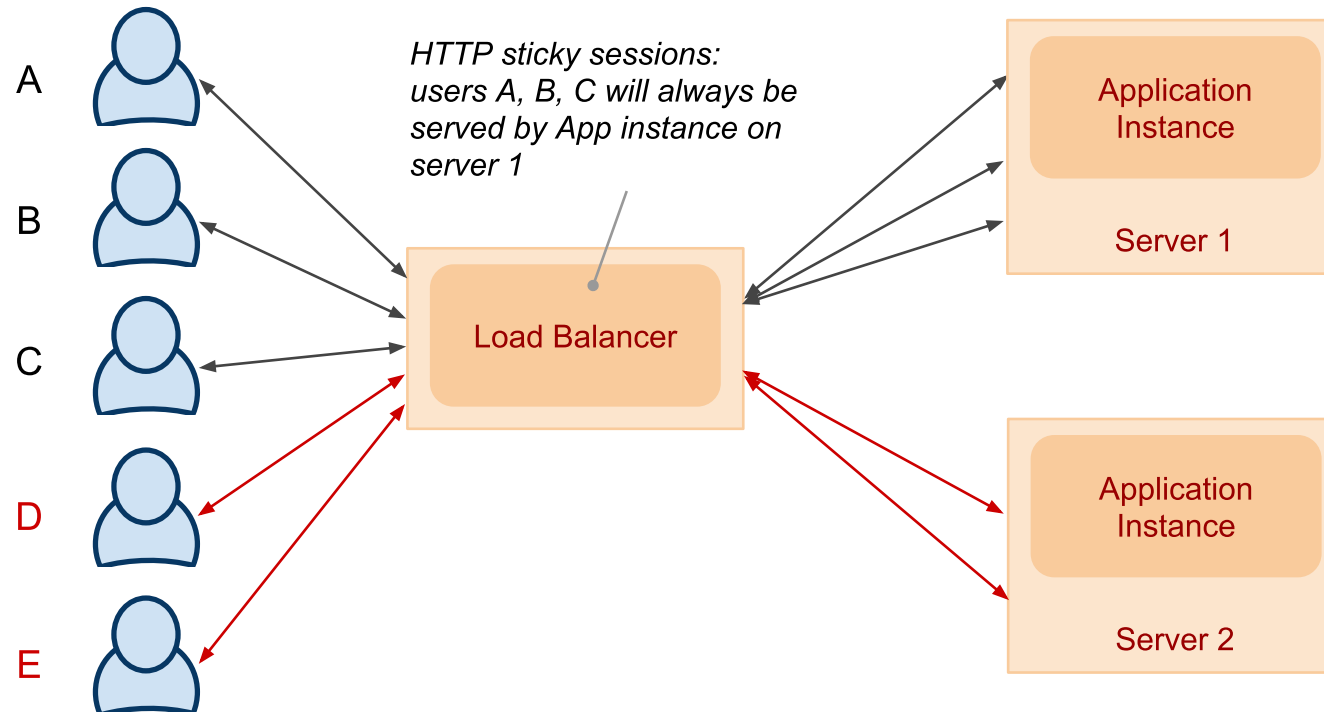 A
B
C
D
E
HTTP sticky sessions:
users A, B, C will always be
served by App instance on
server 1
Load Balancer
Application
Instance
Server 1
Application
Instance
Server 2